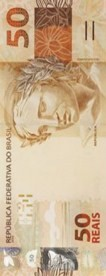 50
REPÚBLICA FEDERATIVA DO BRASIL
50
REAIS